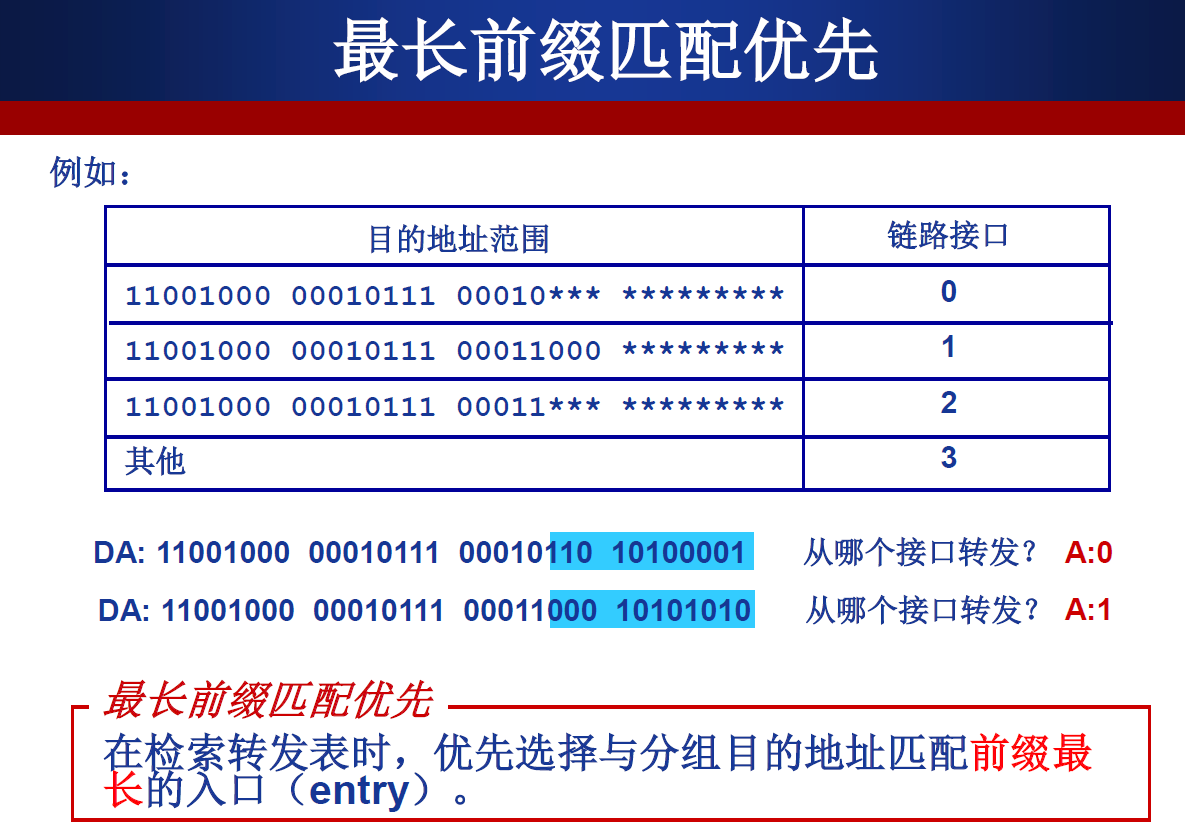 最长前缀匹配优先
例如：
目的地址范围 链路接口
11001000 00010111 00010*** ********* 0
11001000 00010111 00011000 ********* 1
11001000 00010111 00011*** ********* 2
其他 3
DA: 11001000 00010111 00010110 10100001 从哪个接口转发？ A:0
DA: 11001000 00010111 00011000 10101010 从哪个接口转发？ A:1
最长前缀匹配优先
在检索转发表时，优先选择与分组目的地址匹配前缀最
长的入口（entry）。